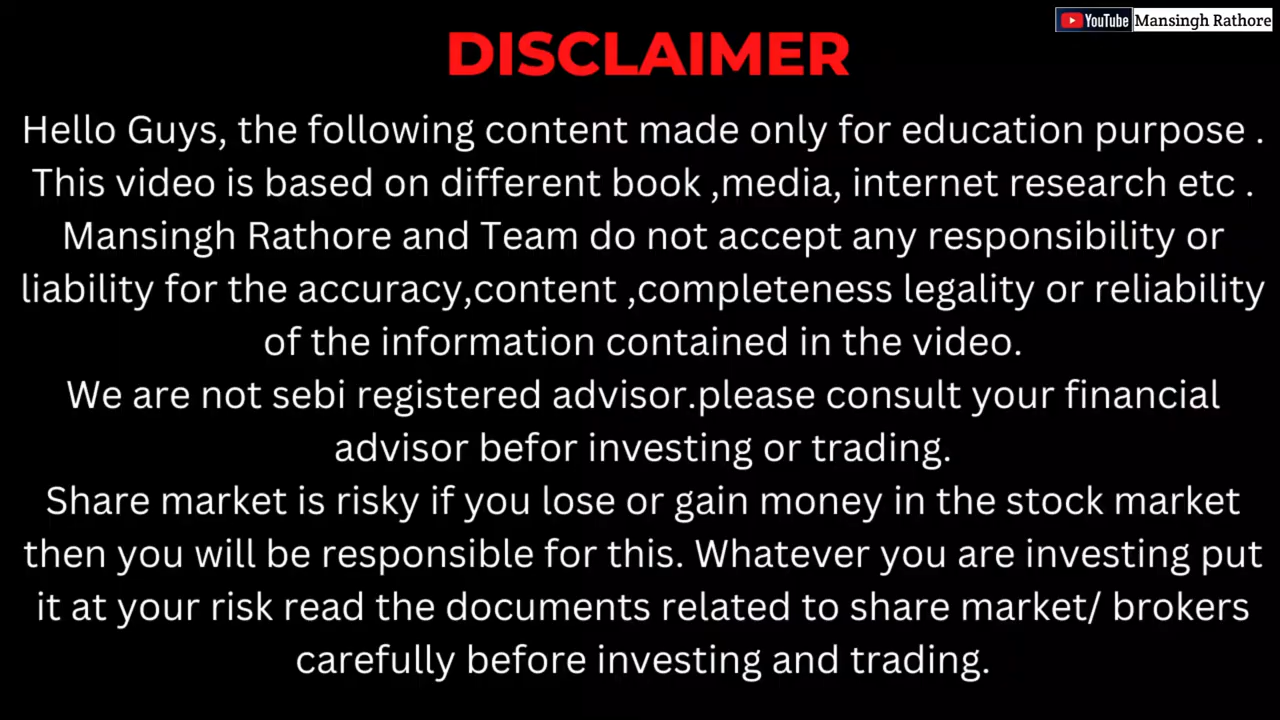 YouTube Mansingh Rathore
DISCLAIMER
Hello Guys, the following content made only for education purpose .
This video is based on different book ,media, internet research etc .
Mansingh Rathore and Team do not accept any responsibility or
liability for the accuracy,content ,completeness legality or reliability
of the information contained in the video.
We are not sebi registered advisor.please consult your financial
advisor befor investing or trading.
Share market is risky if you lose or gain money in the stock market
then you will be responsible for this. Whatever you are investing put
it at your risk read the documents related to share market/ brokers
carefully before investing and trading.